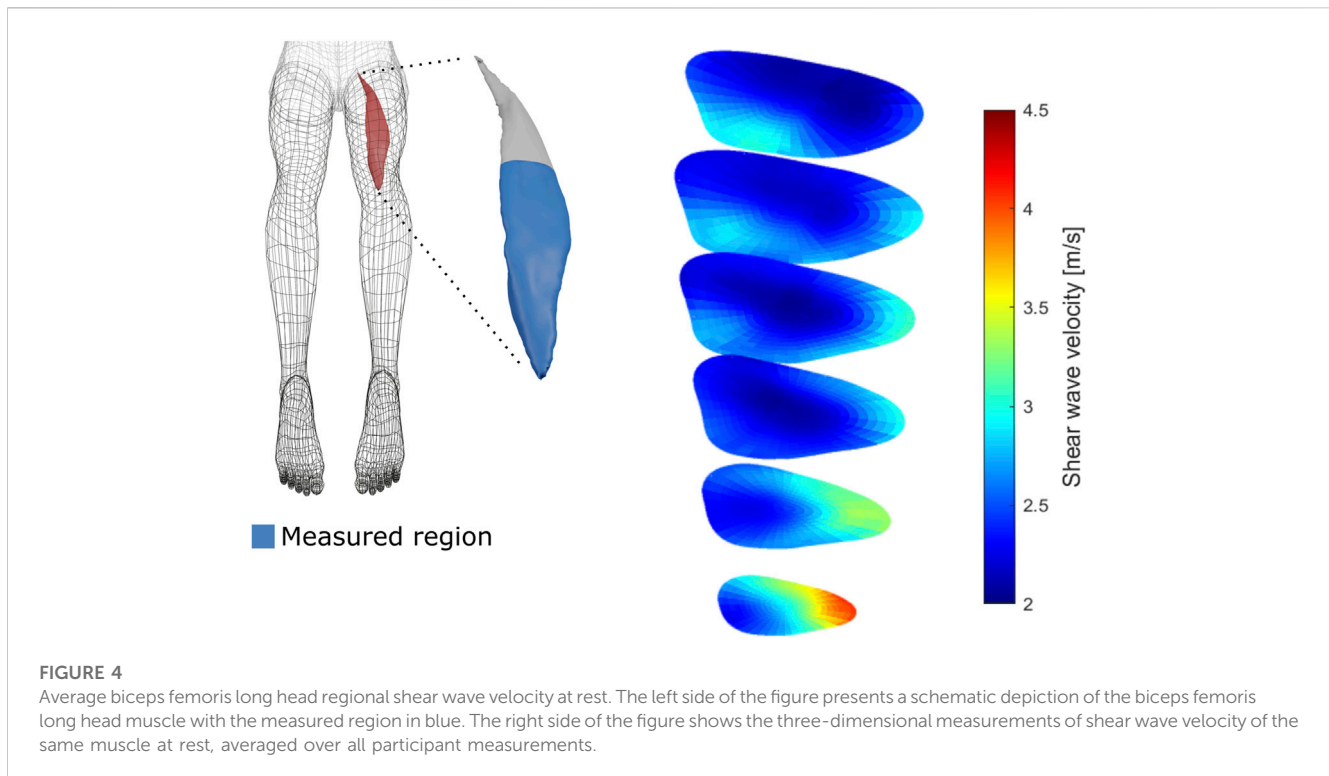 Measured region
4.5
4
3.5
3
2.5
2
Shear wave velocity [m/s]
FIGURE 4
Average biceps femoris long head regional shear wave velocity at rest. The left side of the figure presents a schematic depiction of the biceps femoris
long head muscle with the measured region in blue. The right side of the figure shows the three-dimensional measurements of shear wave velocity of the
same muscle at rest, averaged over all participant measurements.